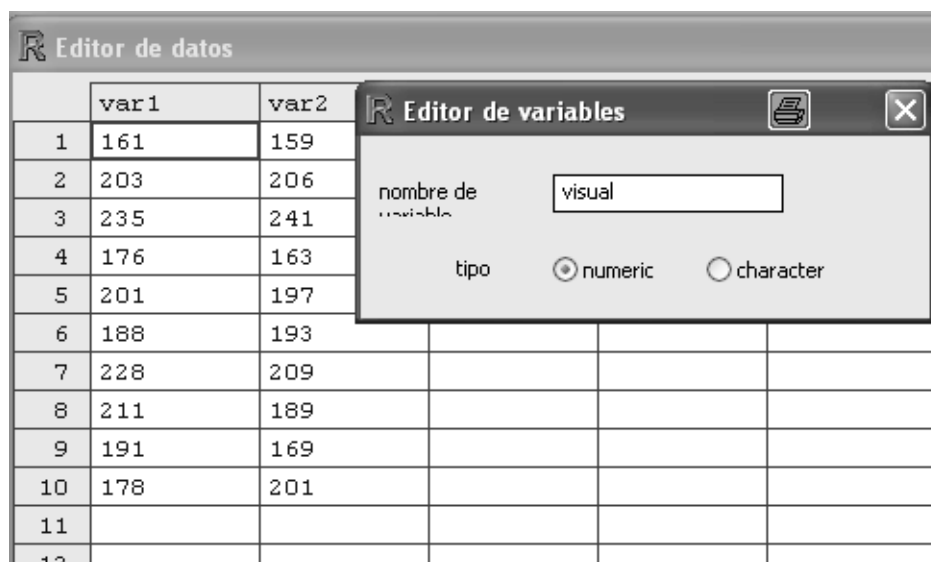 Editor de datos
var1 var2
Editor de variables
1 161 159
2 203 206
nombre de visual
variable
3 235 241
4 176 163
tipo numeric character
5 201 197
6 188 193
7 228 209
8 211 189
9 191 169
10 178 201
11